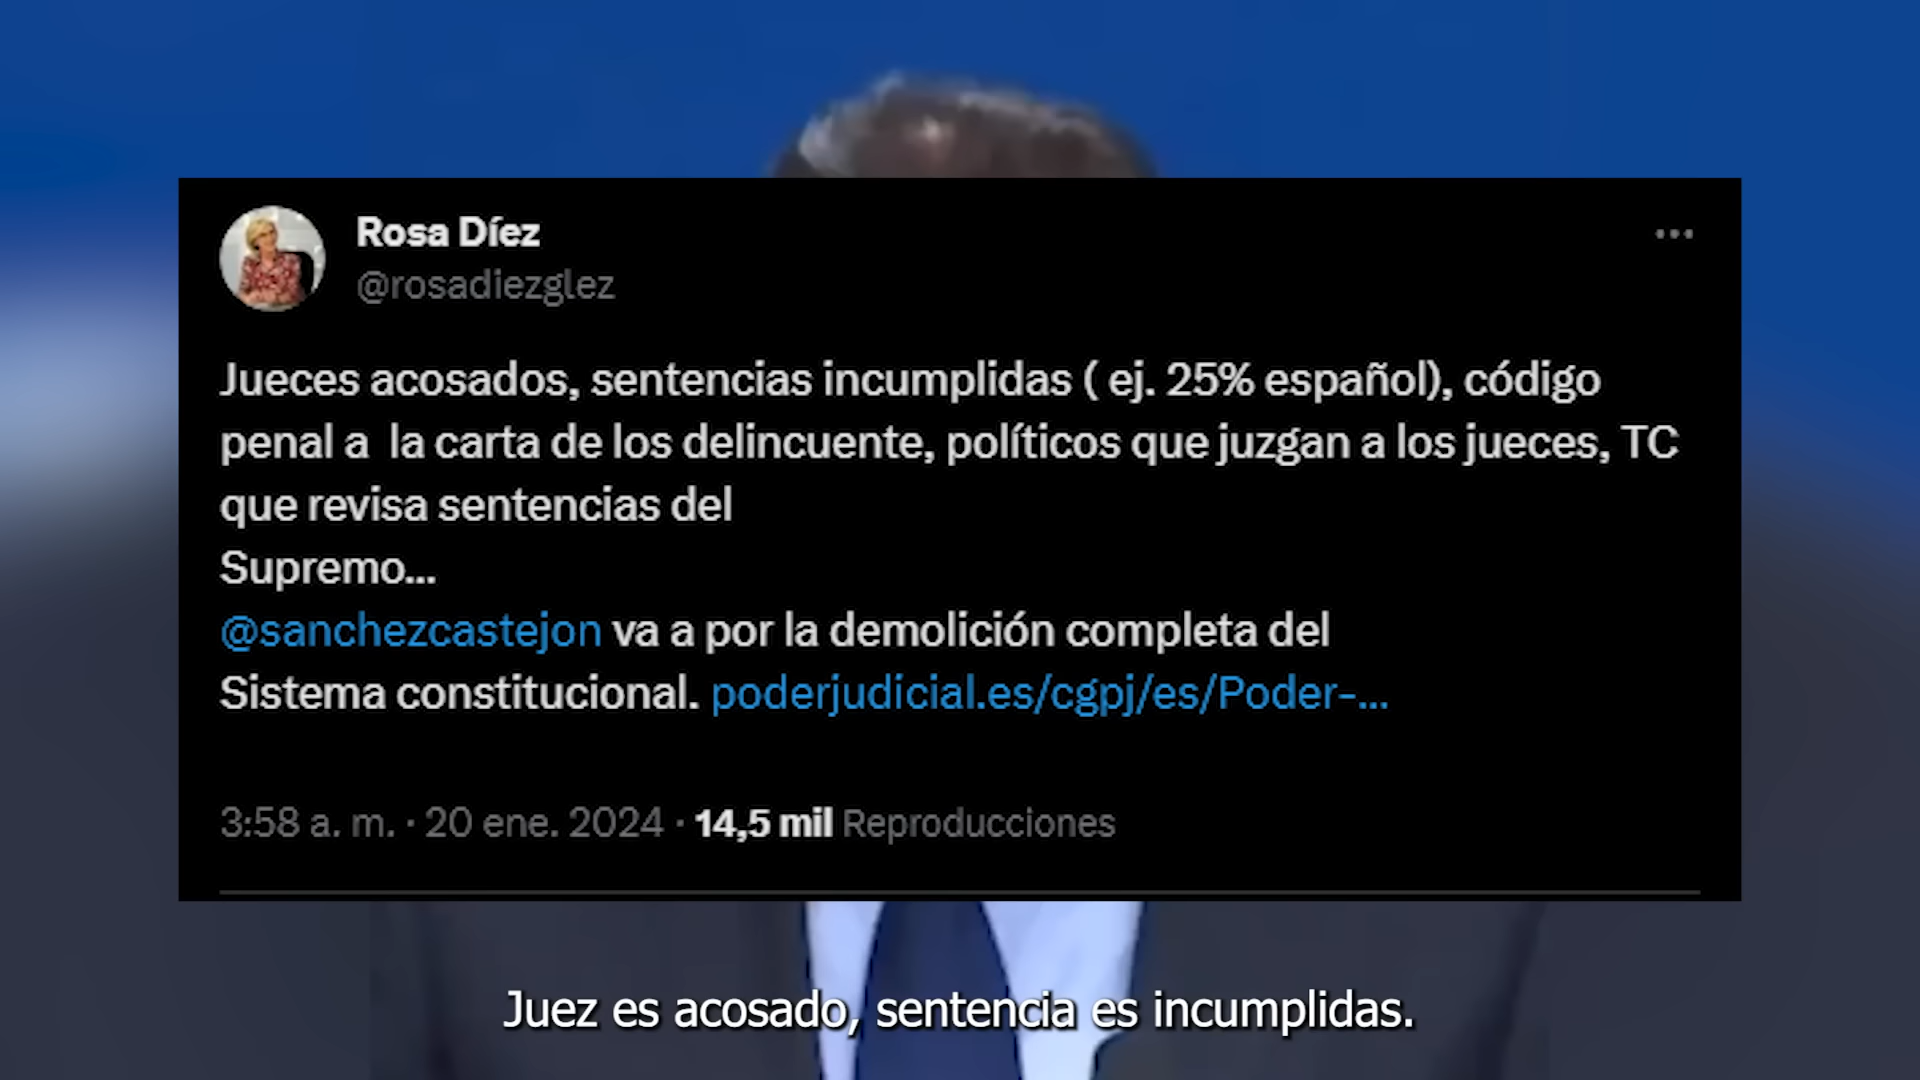 Rosa Díez
@rosadiezglez
Jueces acosados, sentencias incumplidas ( ej. 25% español), código
penal a  la carta de los delincuente, políticos que juzgan a los jueces, TC
que revisa sentencias del
Supremo...
@sanchezcastejon va a por la demolición completa del
Sistema constitucional. poderjudicial.es/cgpj/es/Poder-...
3:58 a. m. · 20 ene. 2024 · 14,5 mil Reproducciones
Juez es acosado, sentencia es incumplidas.